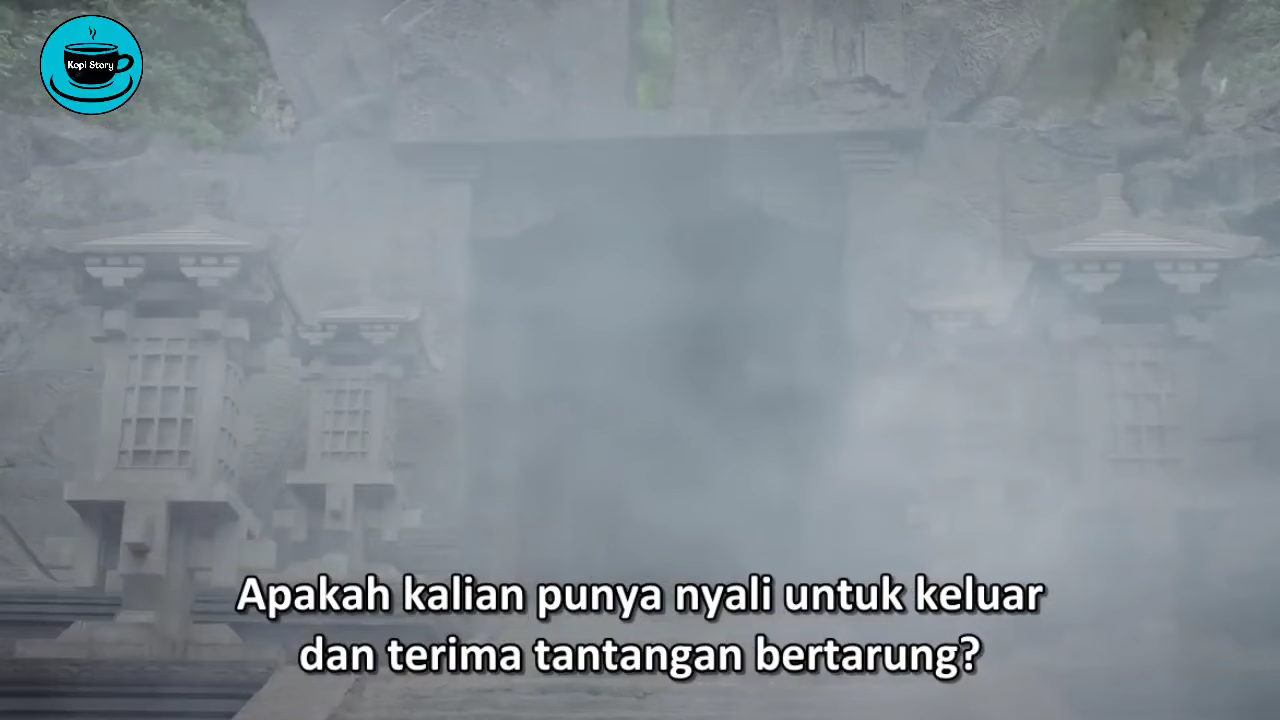 Kopi Story
Apakah kalian punya nyali untuk keluar
dan terima tantangan bertarung?